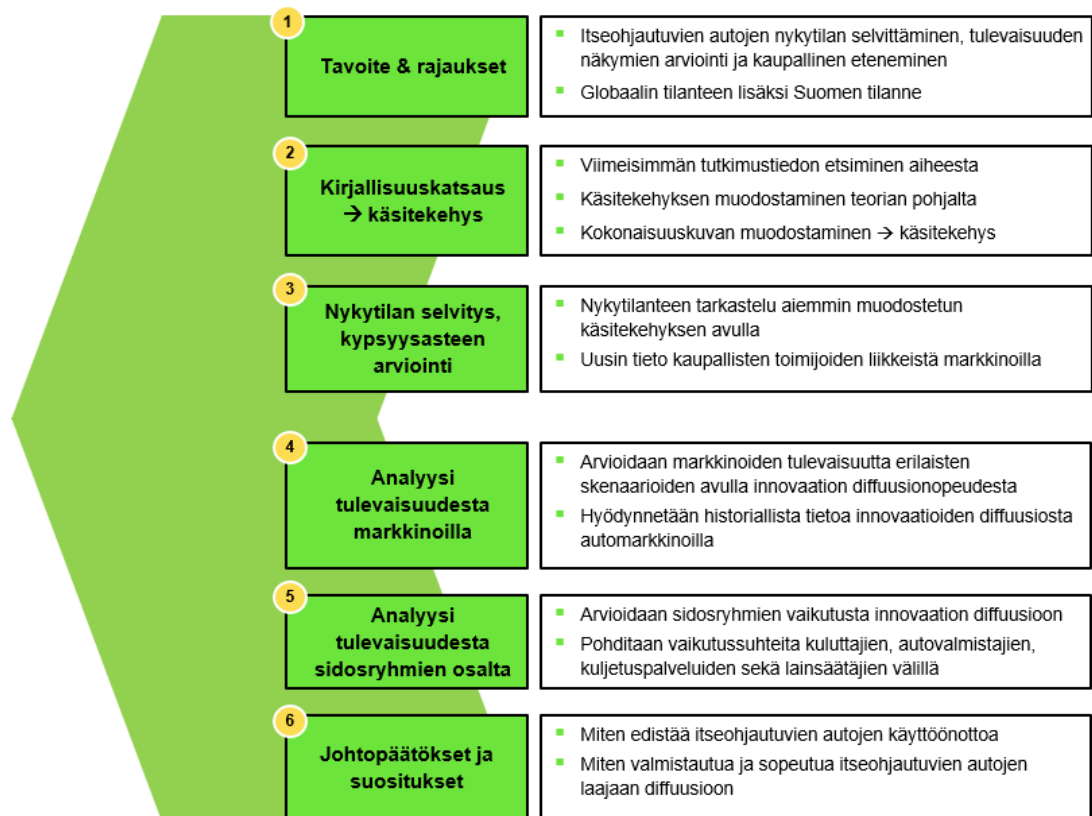 1
Tavoite & rajaukset
▪ Itseohjautuvien autojen nykytilan selvittäminen, tulevaisuuden
näkymien arviointi ja kaupallinen eteneminen
▪ Globaalin tilanteen lisäksi Suomen tilanne
2
Kirjallisuuskatsaus
→ käsitekehys
▪ Viimeisimmän tutkimustiedon etsiminen aiheesta
▪ Käsitekehyksen muodostaminen teorian pohjalta
▪ Kokonaisuuskuvan muodostaminen → käsitekehys
3
Nykytilan selvitys,
kypsyysasteen
arviointi
▪ Nykytilanteen tarkastelu aiemmin muodostetun
käsitekehyksen avulla
▪ Uusin tieto kaupallisten toimijoiden liikkeistä markkinoilla
4
Analyysi
tulevaisuudesta
markkinoilla
▪ Arvioidaan markkinoiden tulevaisuutta erilaisten
skenaarioiden avulla innovaation diffuusionopeudesta
▪ Hyödynnetään historiallista tietoa innovaatioiden diffuusiosta
automarkkinoilla
5
Analyysi
tulevaisuudesta
sidosryhmien osalta
▪ Arvioidaan sidosryhmien vaikutusta innovaation diffuusioon
▪ Pohditaan vaikutussuhteita kuluttajien, autovalmistajien,
kuljetuspalveluiden sekä lainsäätäjien välillä
6
Johtopäätökset ja
suositukset
▪ Miten edistää itseohjautuvien autojen käyttöönottoa
▪ Miten valmistautua ja sopeutua itseohjautuvien autojen
laajaan diffuusioon